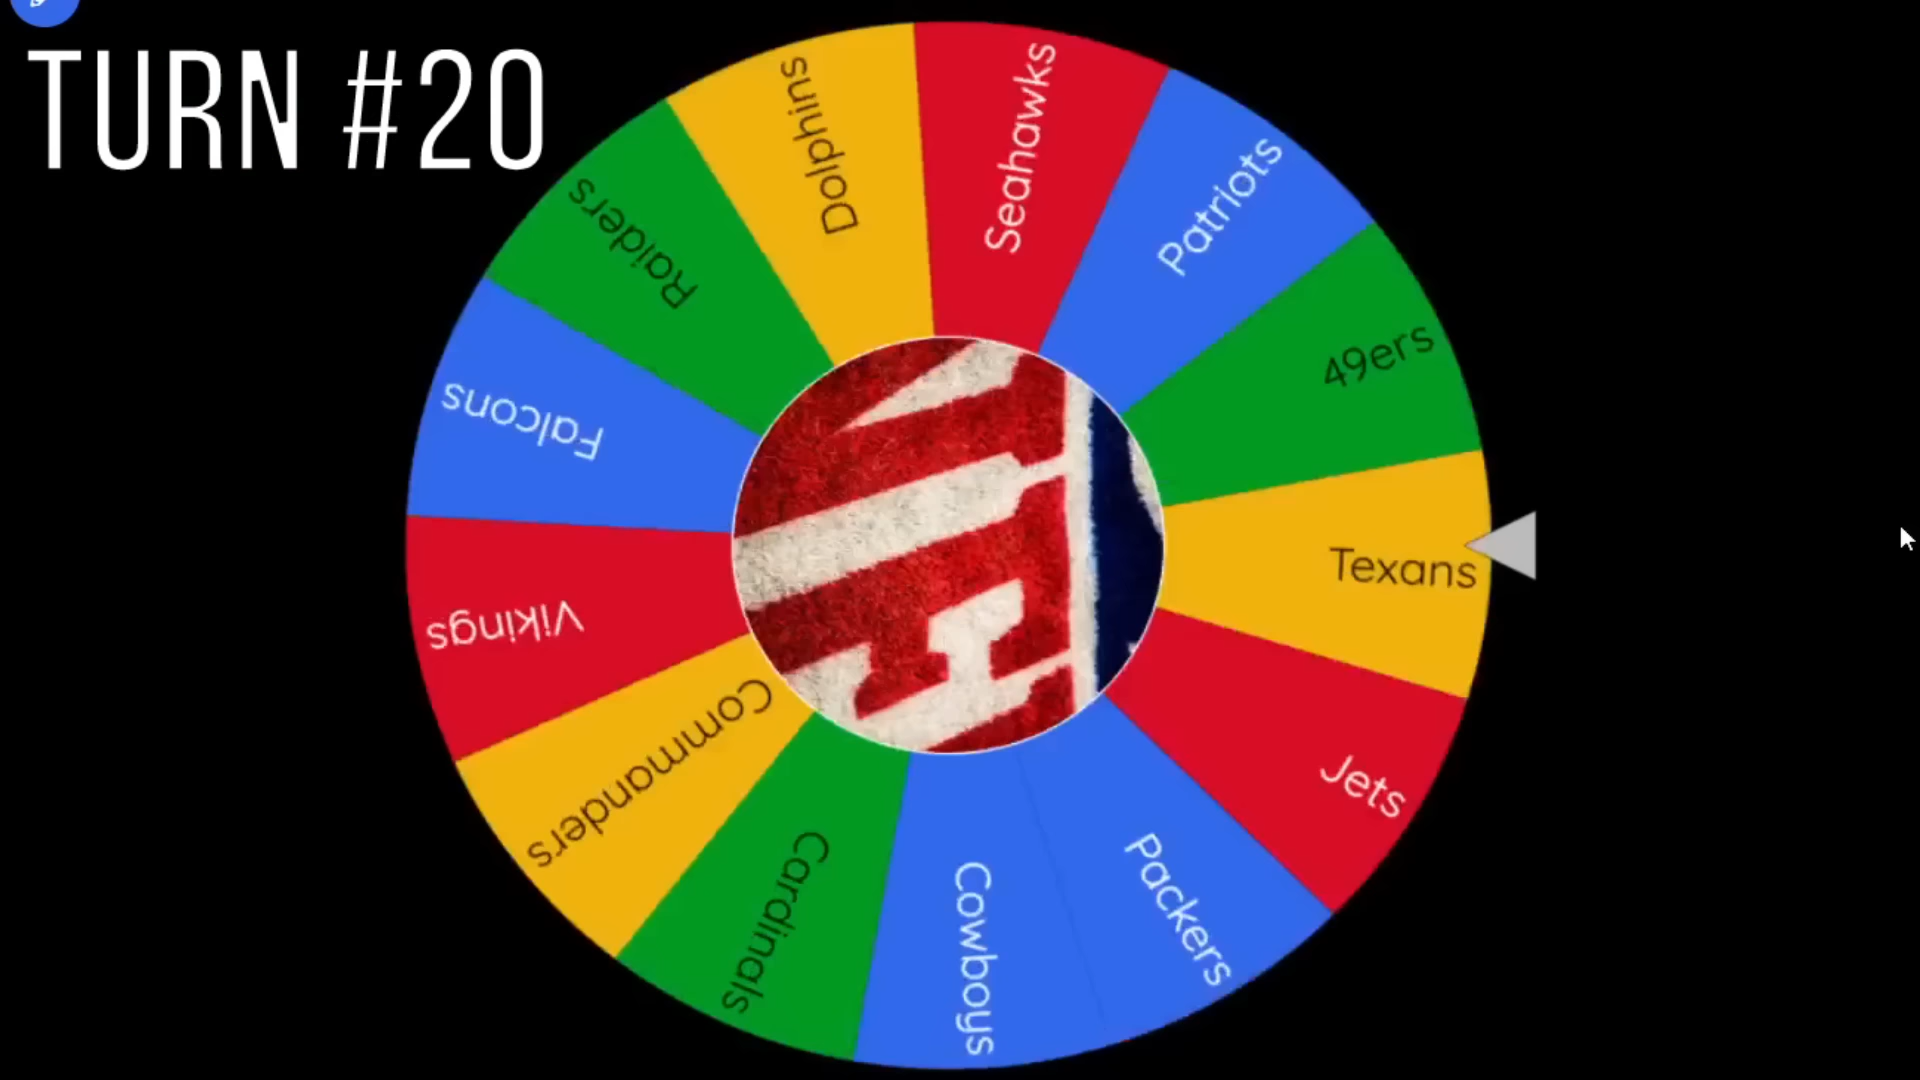 TURN #20
Seahawks
Patriots
49ers
Texans
Jets
Packers
Cowboys
Cardinals
Commanders
Vikings
Falcons
Raiders
Dolphins